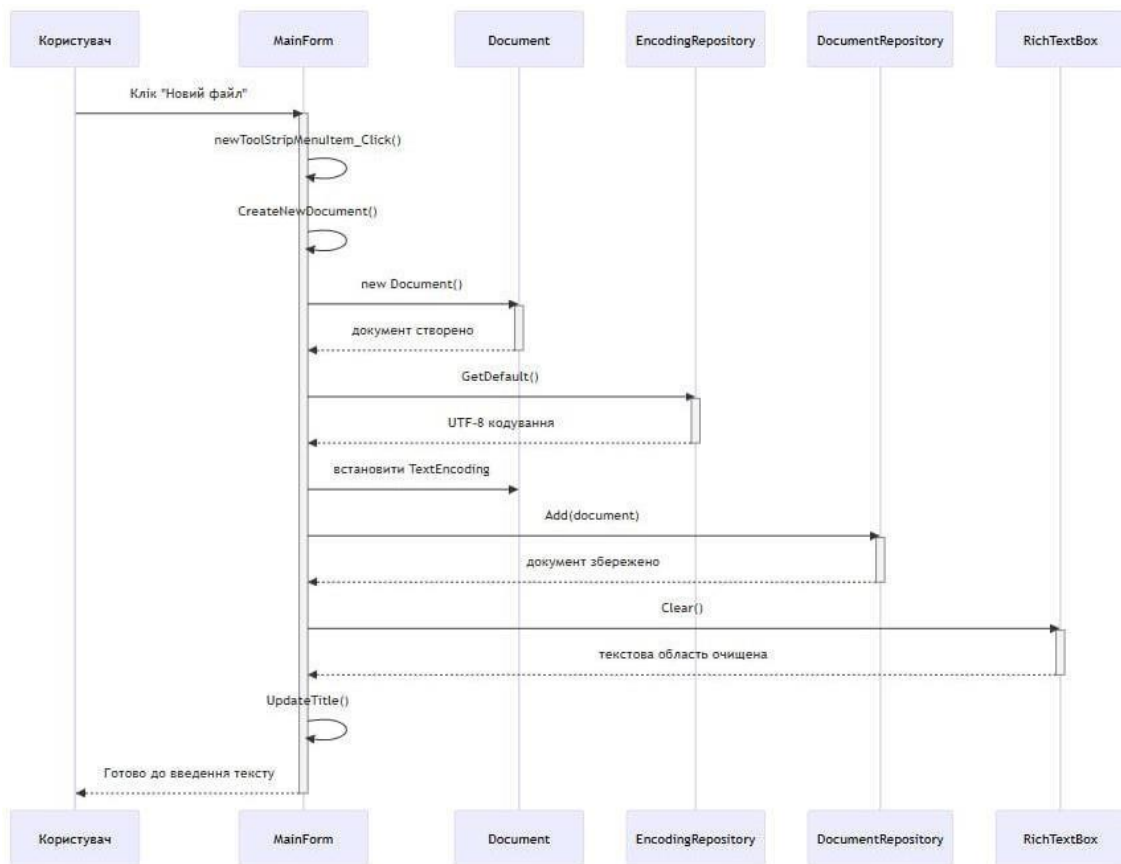 Користувач
MainForm
Document
EncodingRepository
DocumentRepository
RichTextBox
Клік "Новий файл"
newToolStripMenuItem_Click()
CreateNewDocument()
new Document()
документ створено
GetDefault()
UTF-8 кодування
встановити TextEncoding
Add(document)
документ збережено
Clear()
текстова область очищена
UpdateTitle()
Готово до введення тексту
Користувач
MainForm
Document
EncodingRepository
DocumentRepository
RichTextBox